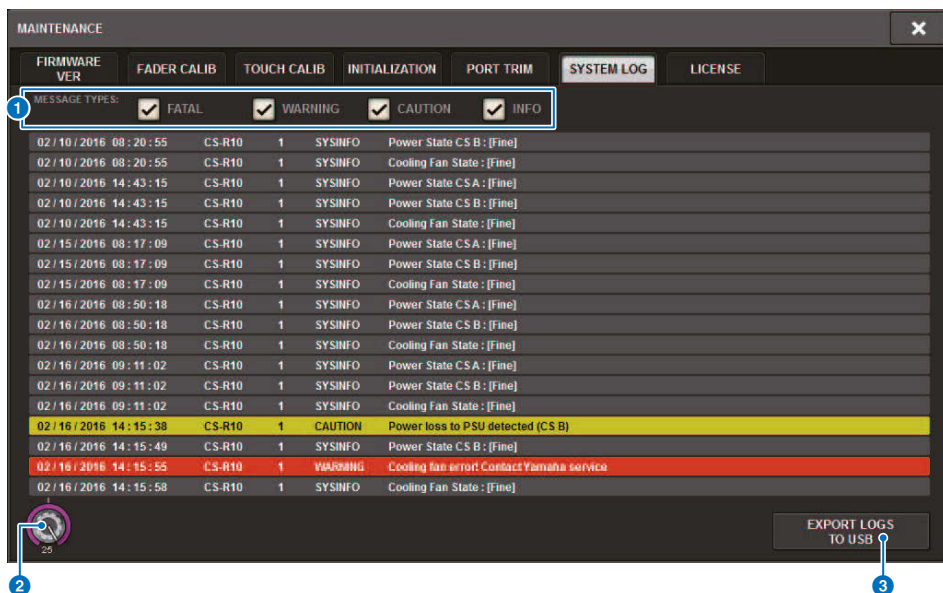 MAINTENANCE
FIRMWARE VER
FADER CALIB
TOUCH CALIB
INITIALIZATION
PORT TRIM
SYSTEM LOG
LICENSE
1
MESSAGE TYPES:
FATAL
WARNING
CAUTION
INFO
02 / 10 / 2016 08 : 20 : 55 CS-R10 1 SYSINFO Power State CS B : [Fine]
02 / 10 / 2016 08 : 20 : 55 CS-R10 1 SYSINFO Cooling Fan State : [Fine]
02 / 10 / 2016 14 : 43 : 15 CS-R10 1 SYSINFO Power State CS A : [Fine]
02 / 10 / 2016 14 : 43 : 15 CS-R10 1 SYSINFO Power State CS B : [Fine]
02 / 10 / 2016 14 : 43 : 15 CS-R10 1 SYSINFO Cooling Fan State : [Fine]
02 / 15 / 2016 08 : 17 : 09 CS-R10 1 SYSINFO Power State CS A : [Fine]
02 / 15 / 2016 08 : 17 : 09 CS-R10 1 SYSINFO Power State CS B : [Fine]
02 / 15 / 2016 08 : 17 : 09 CS-R10 1 SYSINFO Cooling Fan State : [Fine]
02 / 16 / 2016 08 : 50 : 18 CS-R10 1 SYSINFO Power State CS A : [Fine]
02 / 16 / 2016 08 : 50 : 18 CS-R10 1 SYSINFO Power State CS B : [Fine]
02 / 16 / 2016 08 : 50 : 18 CS-R10 1 SYSINFO Cooling Fan State : [Fine]
02 / 16 / 2016 09 : 11 : 02 CS-R10 1 SYSINFO Power State CS A : [Fine]
02 / 16 / 2016 09 : 11 : 02 CS-R10 1 SYSINFO Power State CS B : [Fine]
02 / 16 / 2016 09 : 11 : 02 CS-R10 1 SYSINFO Cooling Fan State : [Fine]
02 / 16 / 2016 14 : 15 : 38 CS-R10 1 CAUTION Power loss to PSU detected (CS B)
02 / 16 / 2016 14 : 15 : 49 CS-R10 1 SYSINFO Power State CS B : [Fine]
02 / 16 / 2016 14 : 15 : 55 CS-R10 1 WARNING Cooling fan error! Contact Yamaha service
02 / 16 / 2016 14 : 15 : 58 CS-R10 1 SYSINFO Cooling Fan State : [Fine]
25
EXPORT LOGS
TO USB
2
3